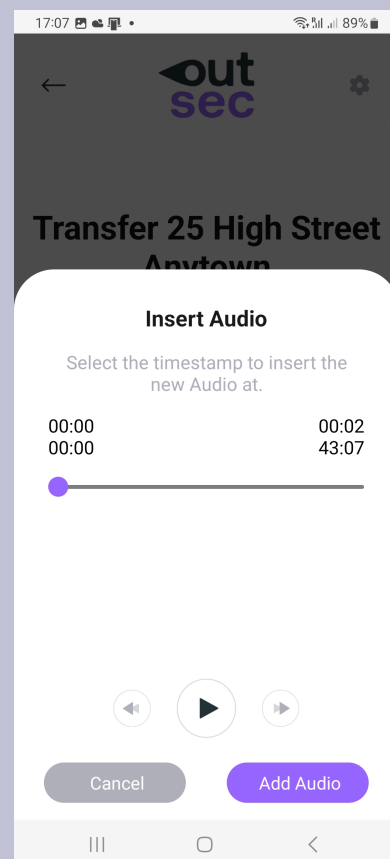 17:07
89%
out
sec
Transfer 25 High Street
Anytown
Insert Audio
Select the timestamp to insert the
new Audio at.
00:00 00:02
00:00 43:07
Cancel Add Audio